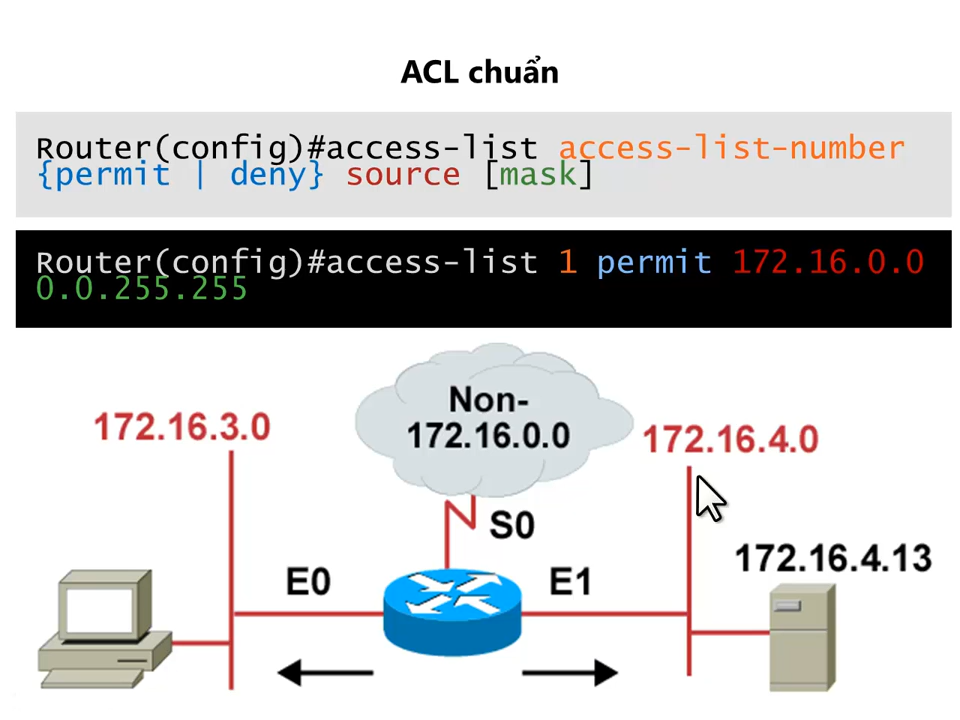 ACL chuẩn
Router(config)#access-list access-list-number
{permit | deny} source [mask]
Router(config)#access-list 1 permit 172.16.0.0
0.0.255.255
Non-
172.16.0.0
172.16.3.0
172.16.4.0
S0
172.16.4.13
E0
E1